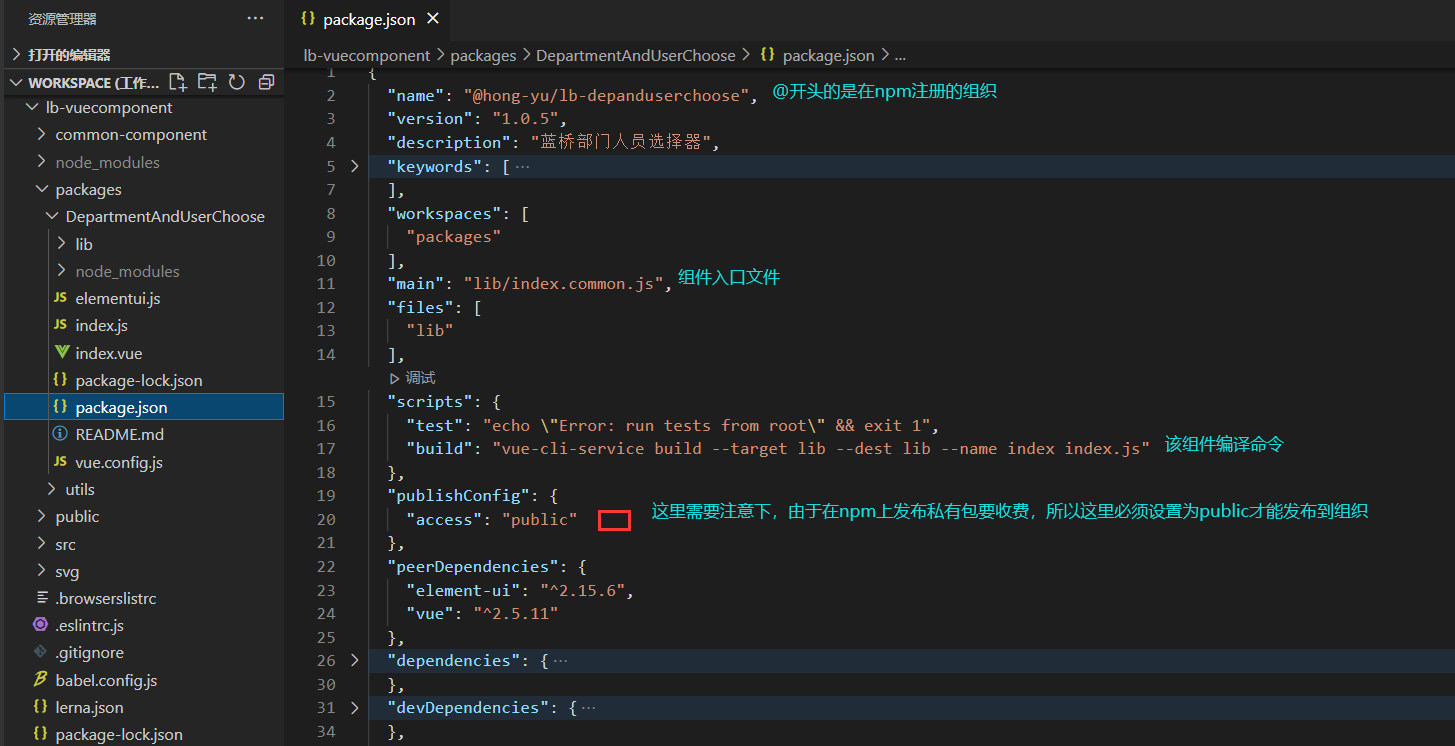 资源管理器 ···
打开的编辑器
WORKSPACE (工作...
lb-vuecomponent
common-component
node_modules
packages
DepartmentAndUserChoose
lib
node_modules
elementui.js
index.js
index.vue
package-lock.json
package.json
README.md
vue.config.js
utils
public
src
svg
.browserslistrc
.eslintrc.js
.gitignore
babel.config.js
lerna.json
package-lock.json
{} package.json ×
lb-vuecomponent > packages > DepartmentAndUserChoose > {} package.json > ...
1 {
2 "name": "@hong-yu/lb-depanduserchoose", @开头的是在npm注册的组织
3 "version": "1.0.5",
4 "description": "蓝桥部门人员选择器",
5 "keywords": [ ···
7 ],
8 "workspaces": [
9 "packages"
10 ],
11 "main": "lib/index.common.js", 组件入口文件
12 "files": [
13 "lib"
14 ],
调试
15 "scripts": {
16 "test": "echo \"Error: run tests from root\" && exit 1",
17 "build": "vue-cli-service build --target lib --dest lib --name index index.js" 该组件编译命令
18 },
19 "publishConfig": {
20 "access": "public" 这里需要注意下，由于在npm上发布私有包要收费，所以这里必须设置为public才能发布到组织
21 },
22 "peerDependencies": {
23 "element-ui": "^2.15.6",
24 "vue": "^2.5.11"
25 },
26 "dependencies": { ···
30 },
31 "devDependencies": { ···
34 },